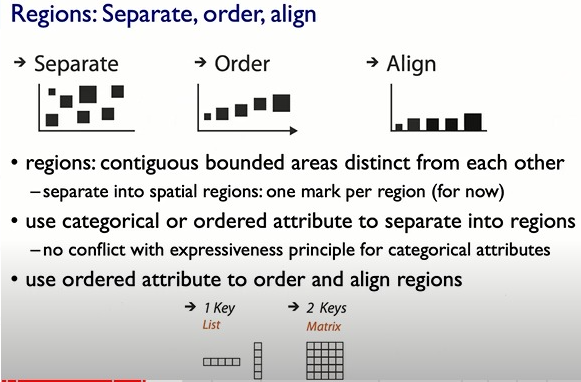 Regions: Separate, order, align
→ Separate → Order → Align
• regions: contiguous bounded areas distinct from each other
– separate into spatial regions: one mark per region (for now)
• use categorical or ordered attribute to separate into regions
– no conflict with expressiveness principle for categorical attributes
• use ordered attribute to order and align regions
→ 1 Key → 2 Keys
List Matrix